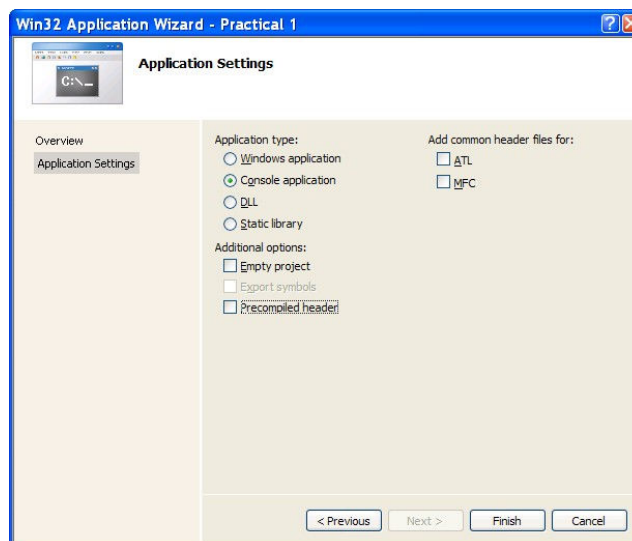 Win32 Application Wizard - Practical 1
C:\_
Application Settings
Overview
Application Settings
Application type:
Windows application
Console application
DLL
Static library
Additional options:
Empty project
Export symbols
Precompiled header
Add common header files for:
ATL
MFC
< Previous
Next >
Finish
Cancel